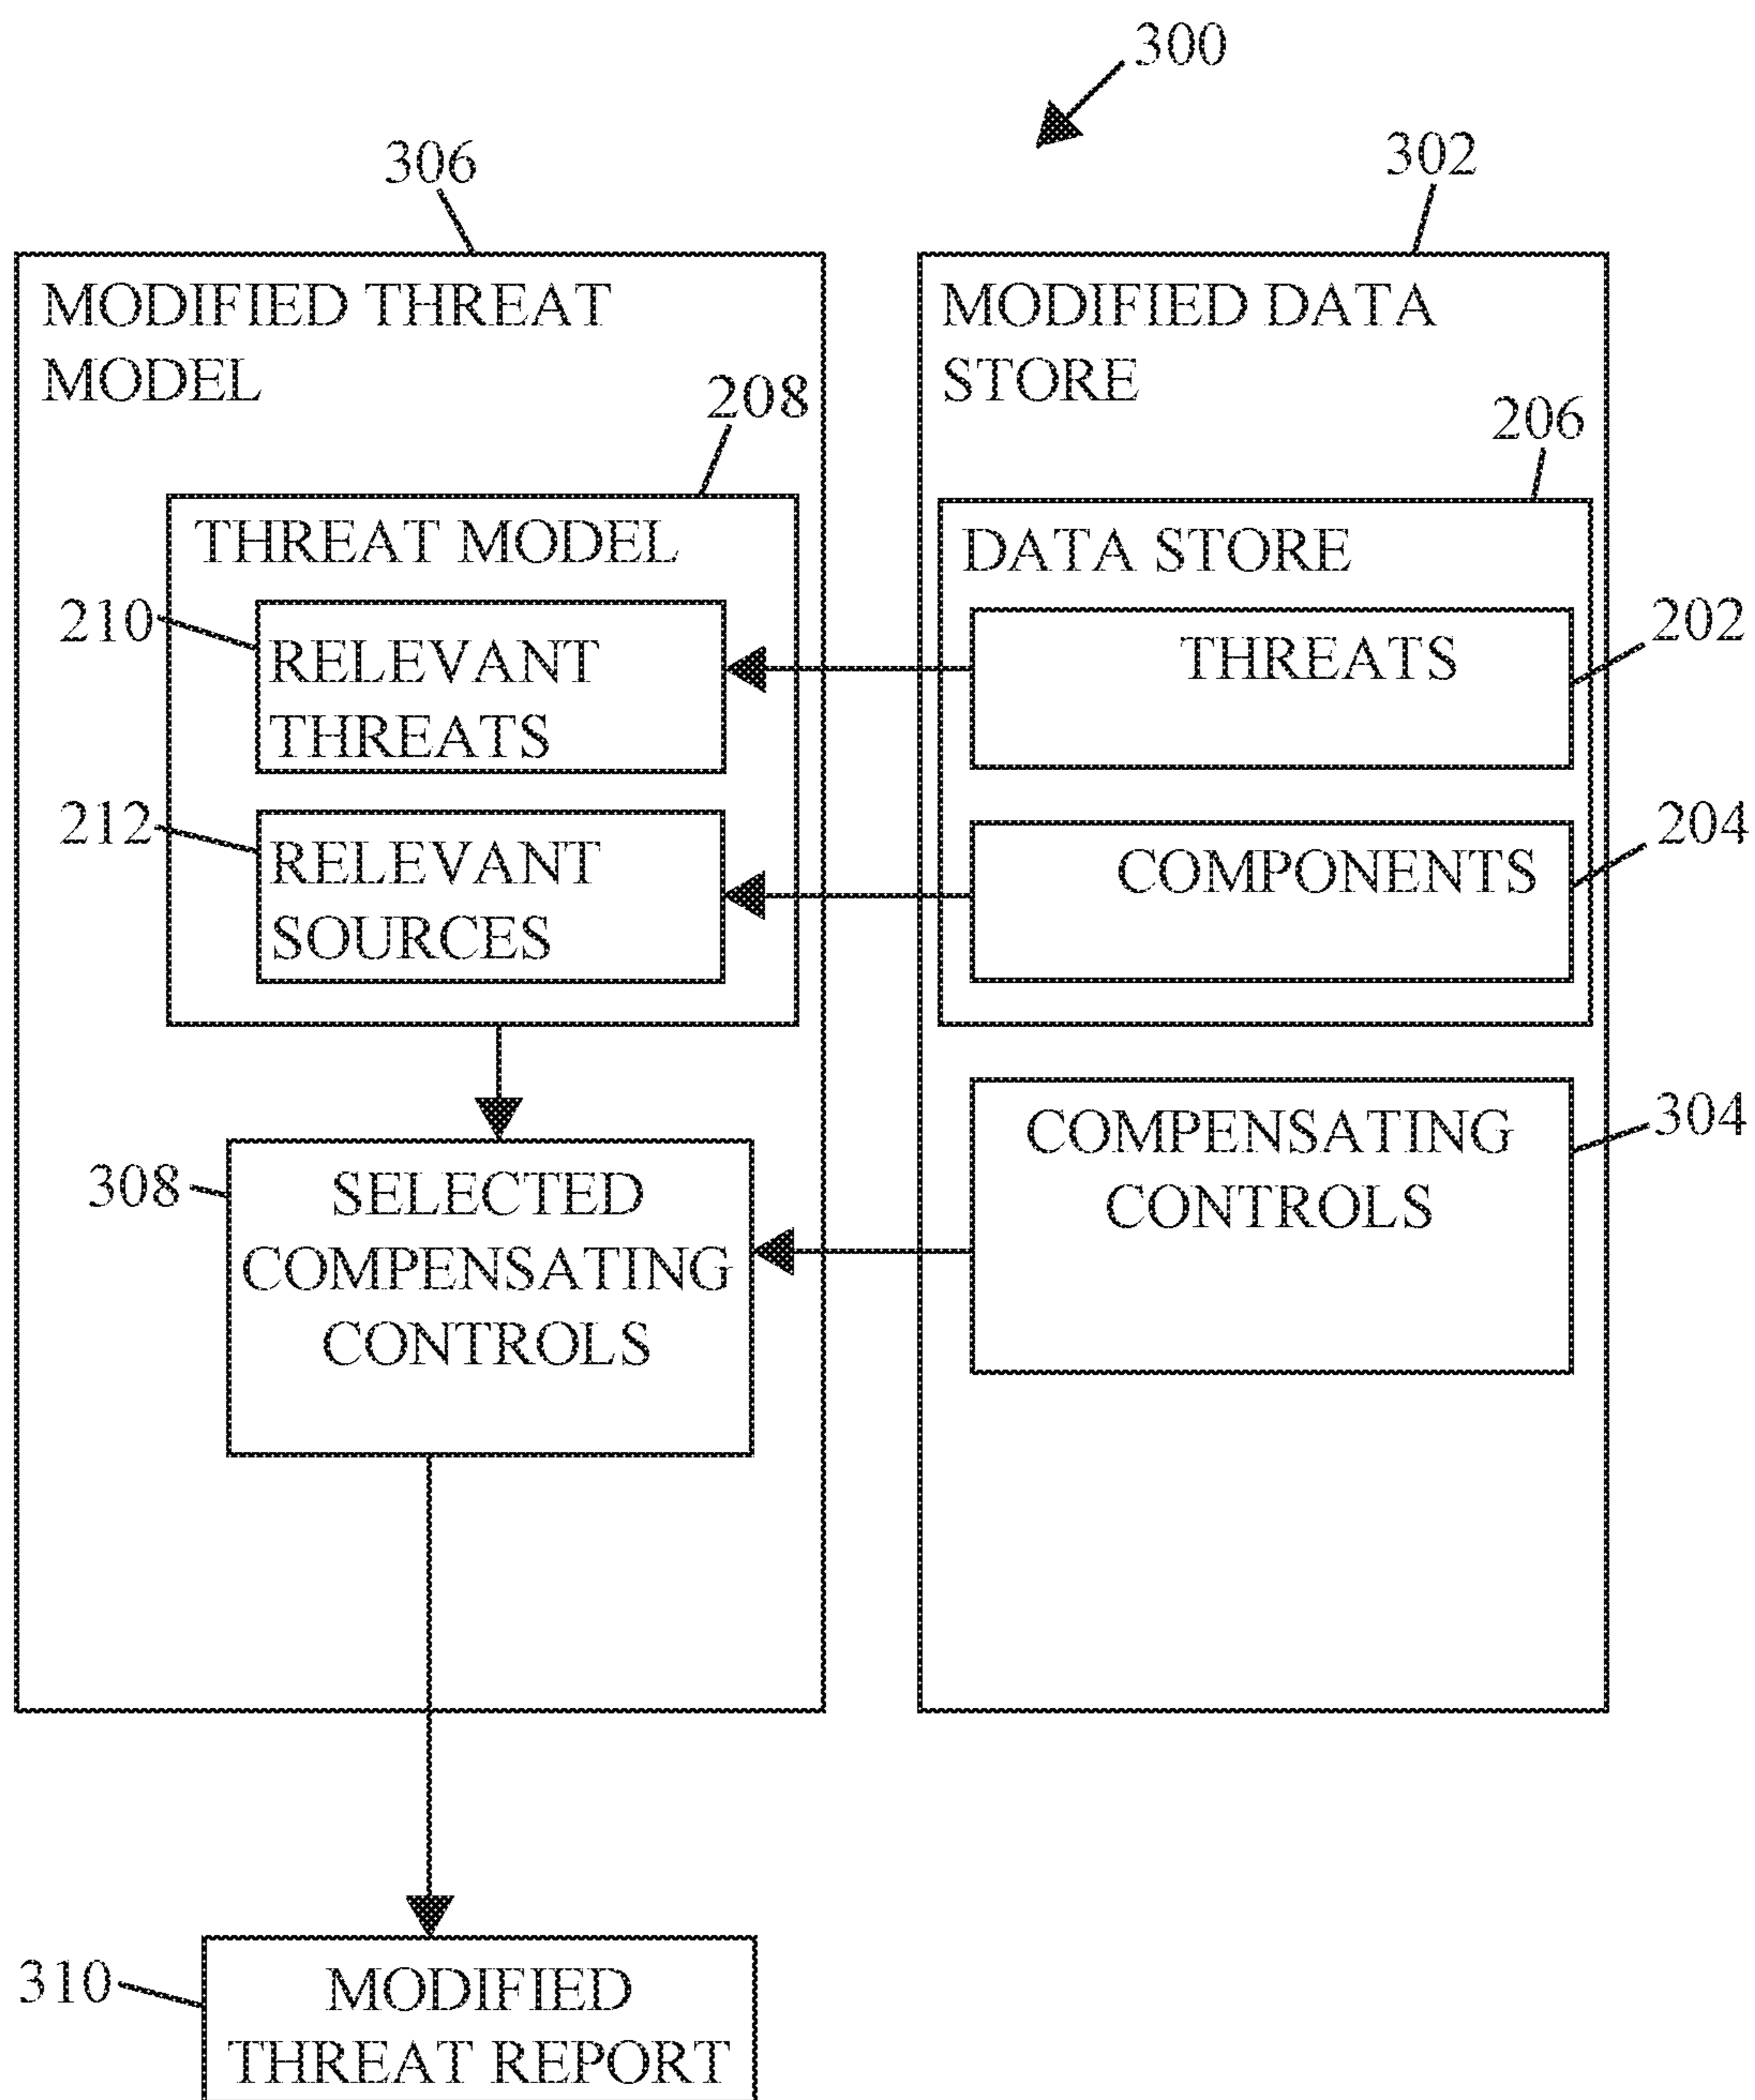 300
306
302
MODIFIED THREAT
MODEL
MODIFIED DATA
STORE
208
206
THREAT MODEL
DATA STORE
210
RELEVANT
THREATS
THREATS
202
212
RELEVANT
SOURCES
COMPONENTS
204
308
SELECTED
COMPENSATING
CONTROLS
COMPENSATING
CONTROLS
304
310
MODIFIED
THREAT REPORT